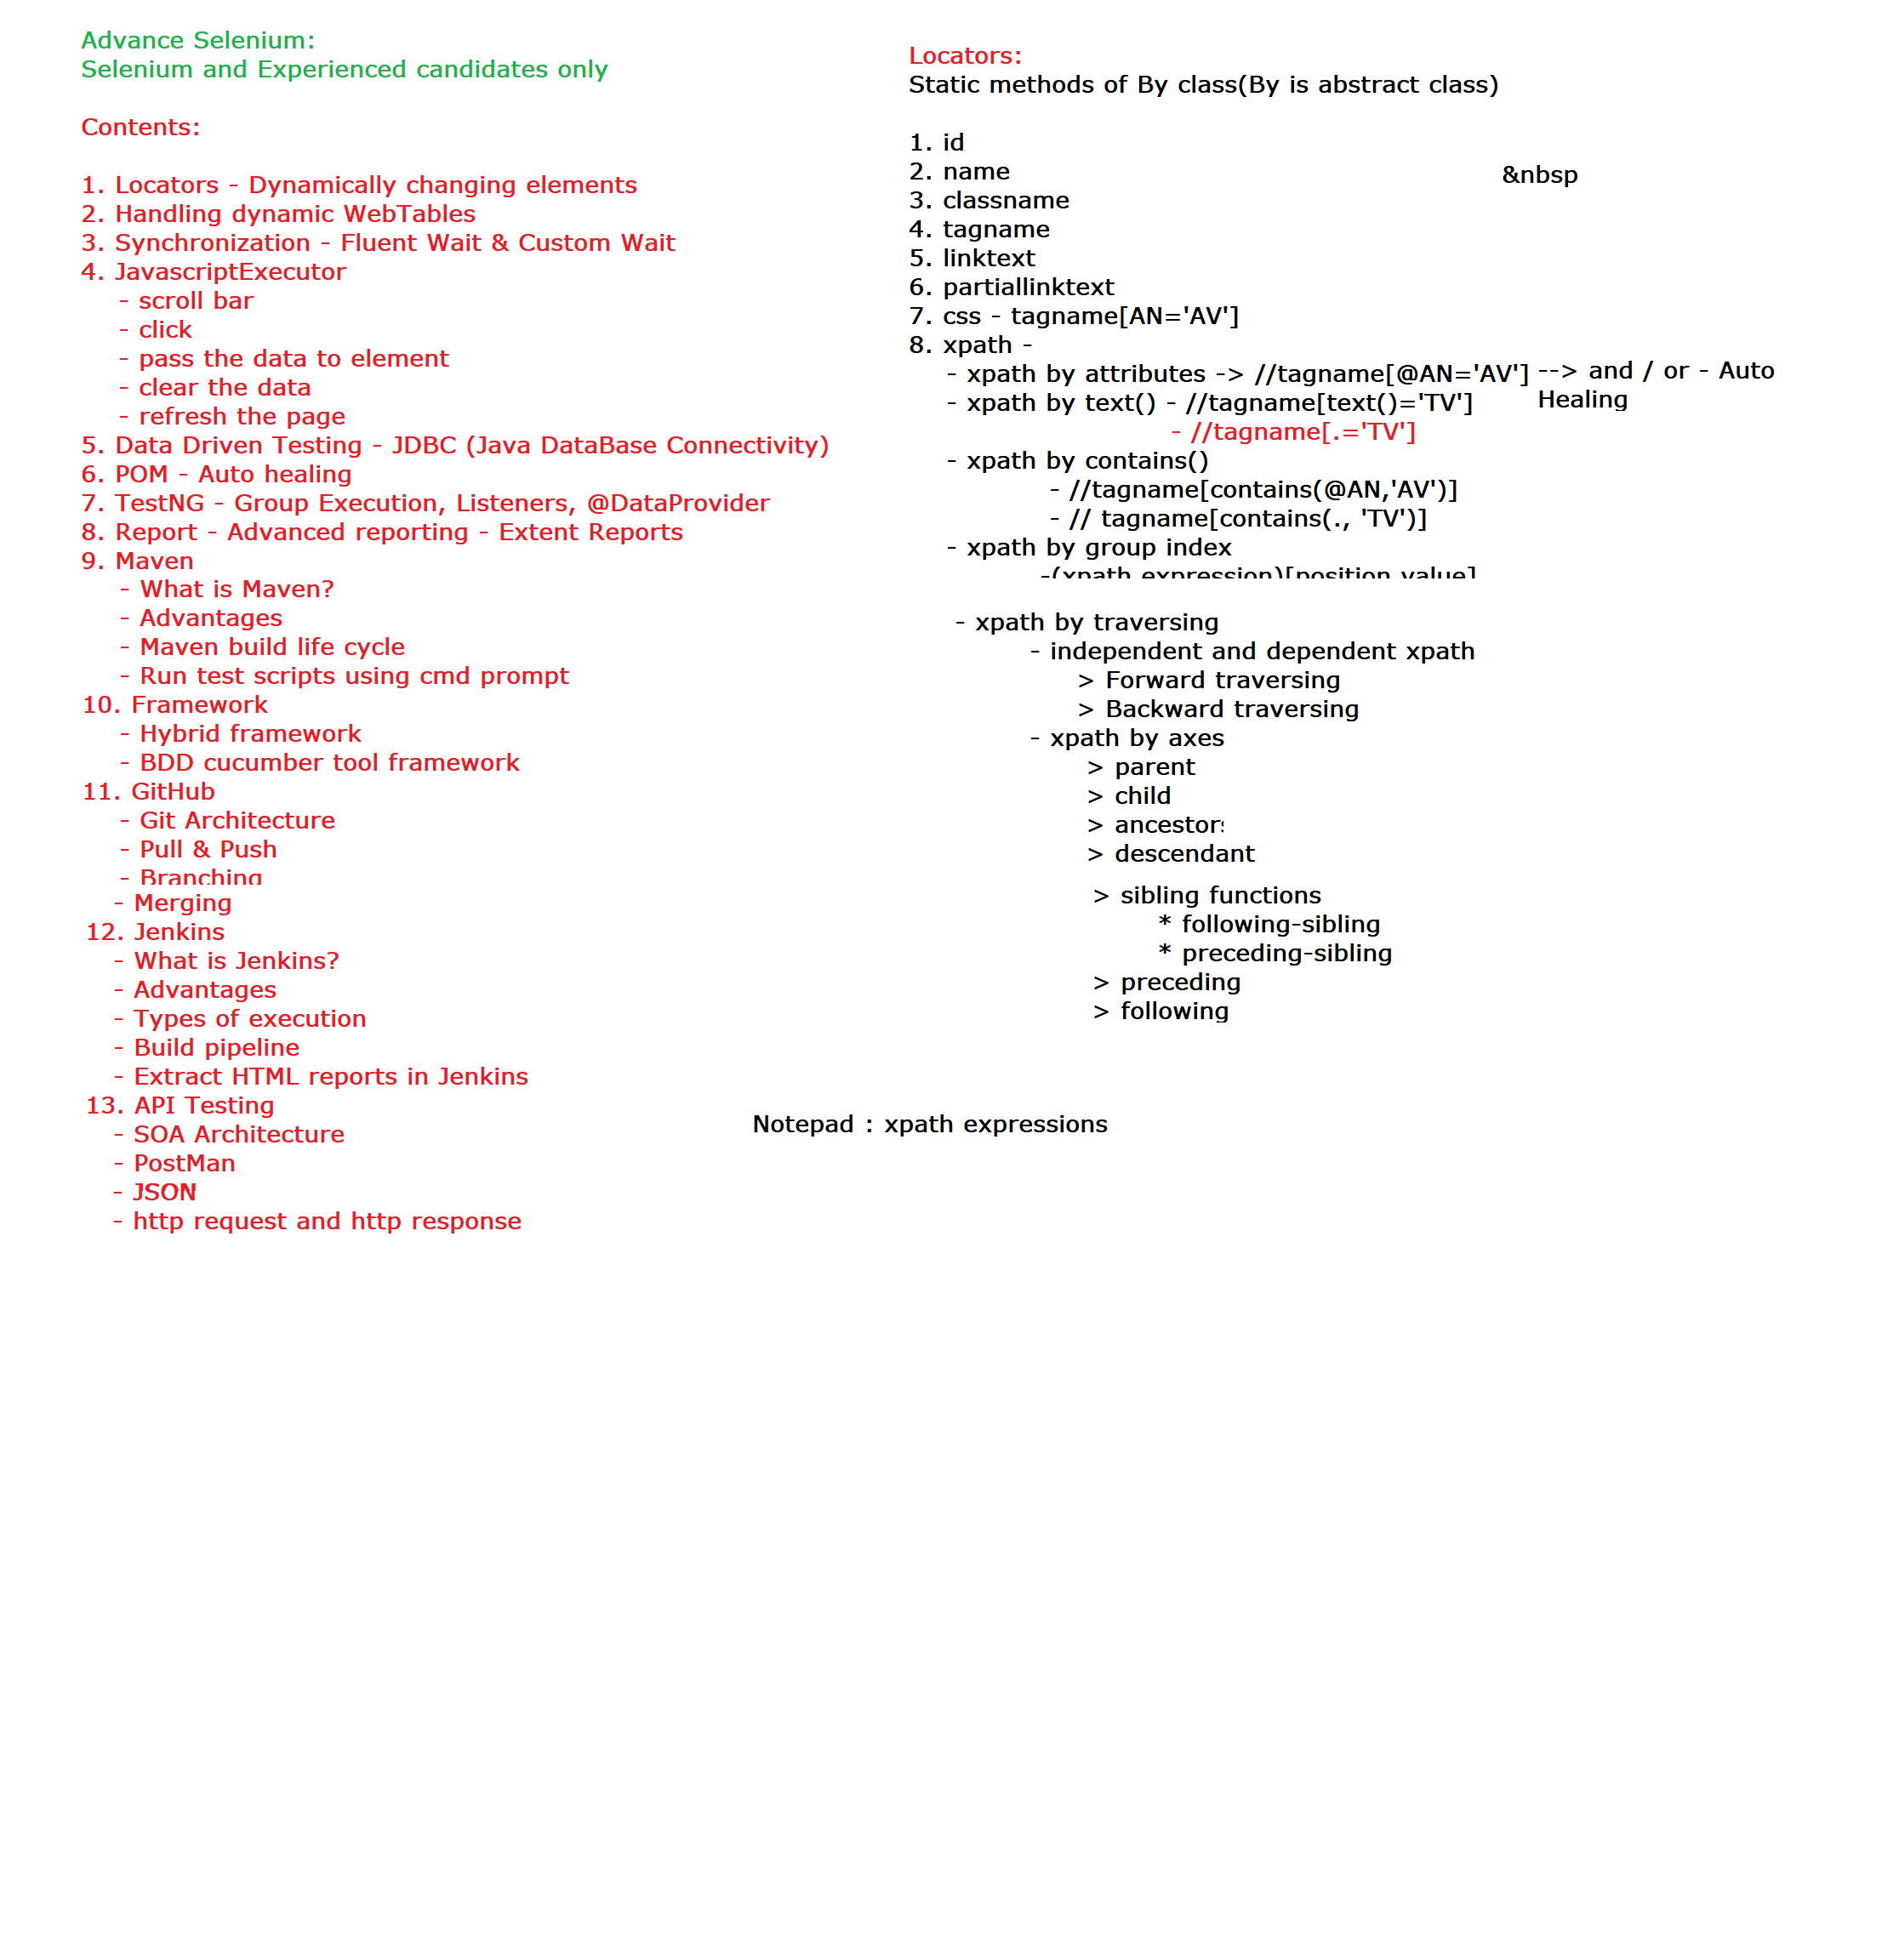 Advance Selenium:
Selenium and Experienced candidates only
Contents:
1. Locators - Dynamically changing elements
2. Handling dynamic WebTables
3. Synchronization - Fluent Wait & Custom Wait
4. JavascriptExecutor
- scroll bar
- click
- pass the data to element
- clear the data
- refresh the page
5. Data Driven Testing - JDBC (Java DataBase Connectivity)
6. POM - Auto healing
7. TestNG - Group Execution, Listeners, @DataProvider
8. Report - Advanced reporting - Extent Reports
9. Maven
- What is Maven?
- Advantages
- Maven build life cycle
- Run test scripts using cmd prompt
10. Framework
- Hybrid framework
- BDD cucumber tool framework
11. GitHub
- Git Architecture
- Pull & Push
- Branching
- Merging
12. Jenkins
- What is Jenkins?
- Advantages
- Types of execution
- Build pipeline
- Extract HTML reports in Jenkins
13. API Testing
- SOA Architecture
- PostMan
- JSON
- http request and http response
Locators:
Static methods of By class(By is abstract class)
1. id
2. name
&nbsp
3. classname
4. tagname
5. linktext
6. partiallinktext
7. css - tagname[AN='AV']
8. xpath -
- xpath by attributes -> //tagname[@AN='AV'] --> and / or - Auto
Healing
- xpath by text() - //tagname[text()='TV']
- //tagname[.='TV']
- xpath by contains()
- //tagname[contains(@AN,'AV')]
- // tagname[contains(., 'TV')]
- xpath by group index
-(xpath expression)[position value]
- xpath by traversing
- independent and dependent xpath
> Forward traversing
> Backward traversing
- xpath by axes
> parent
> child
> ancestors
> descendant
> sibling functions
* following-sibling
* preceding-sibling
> preceding
> following
Notepad : xpath expressions